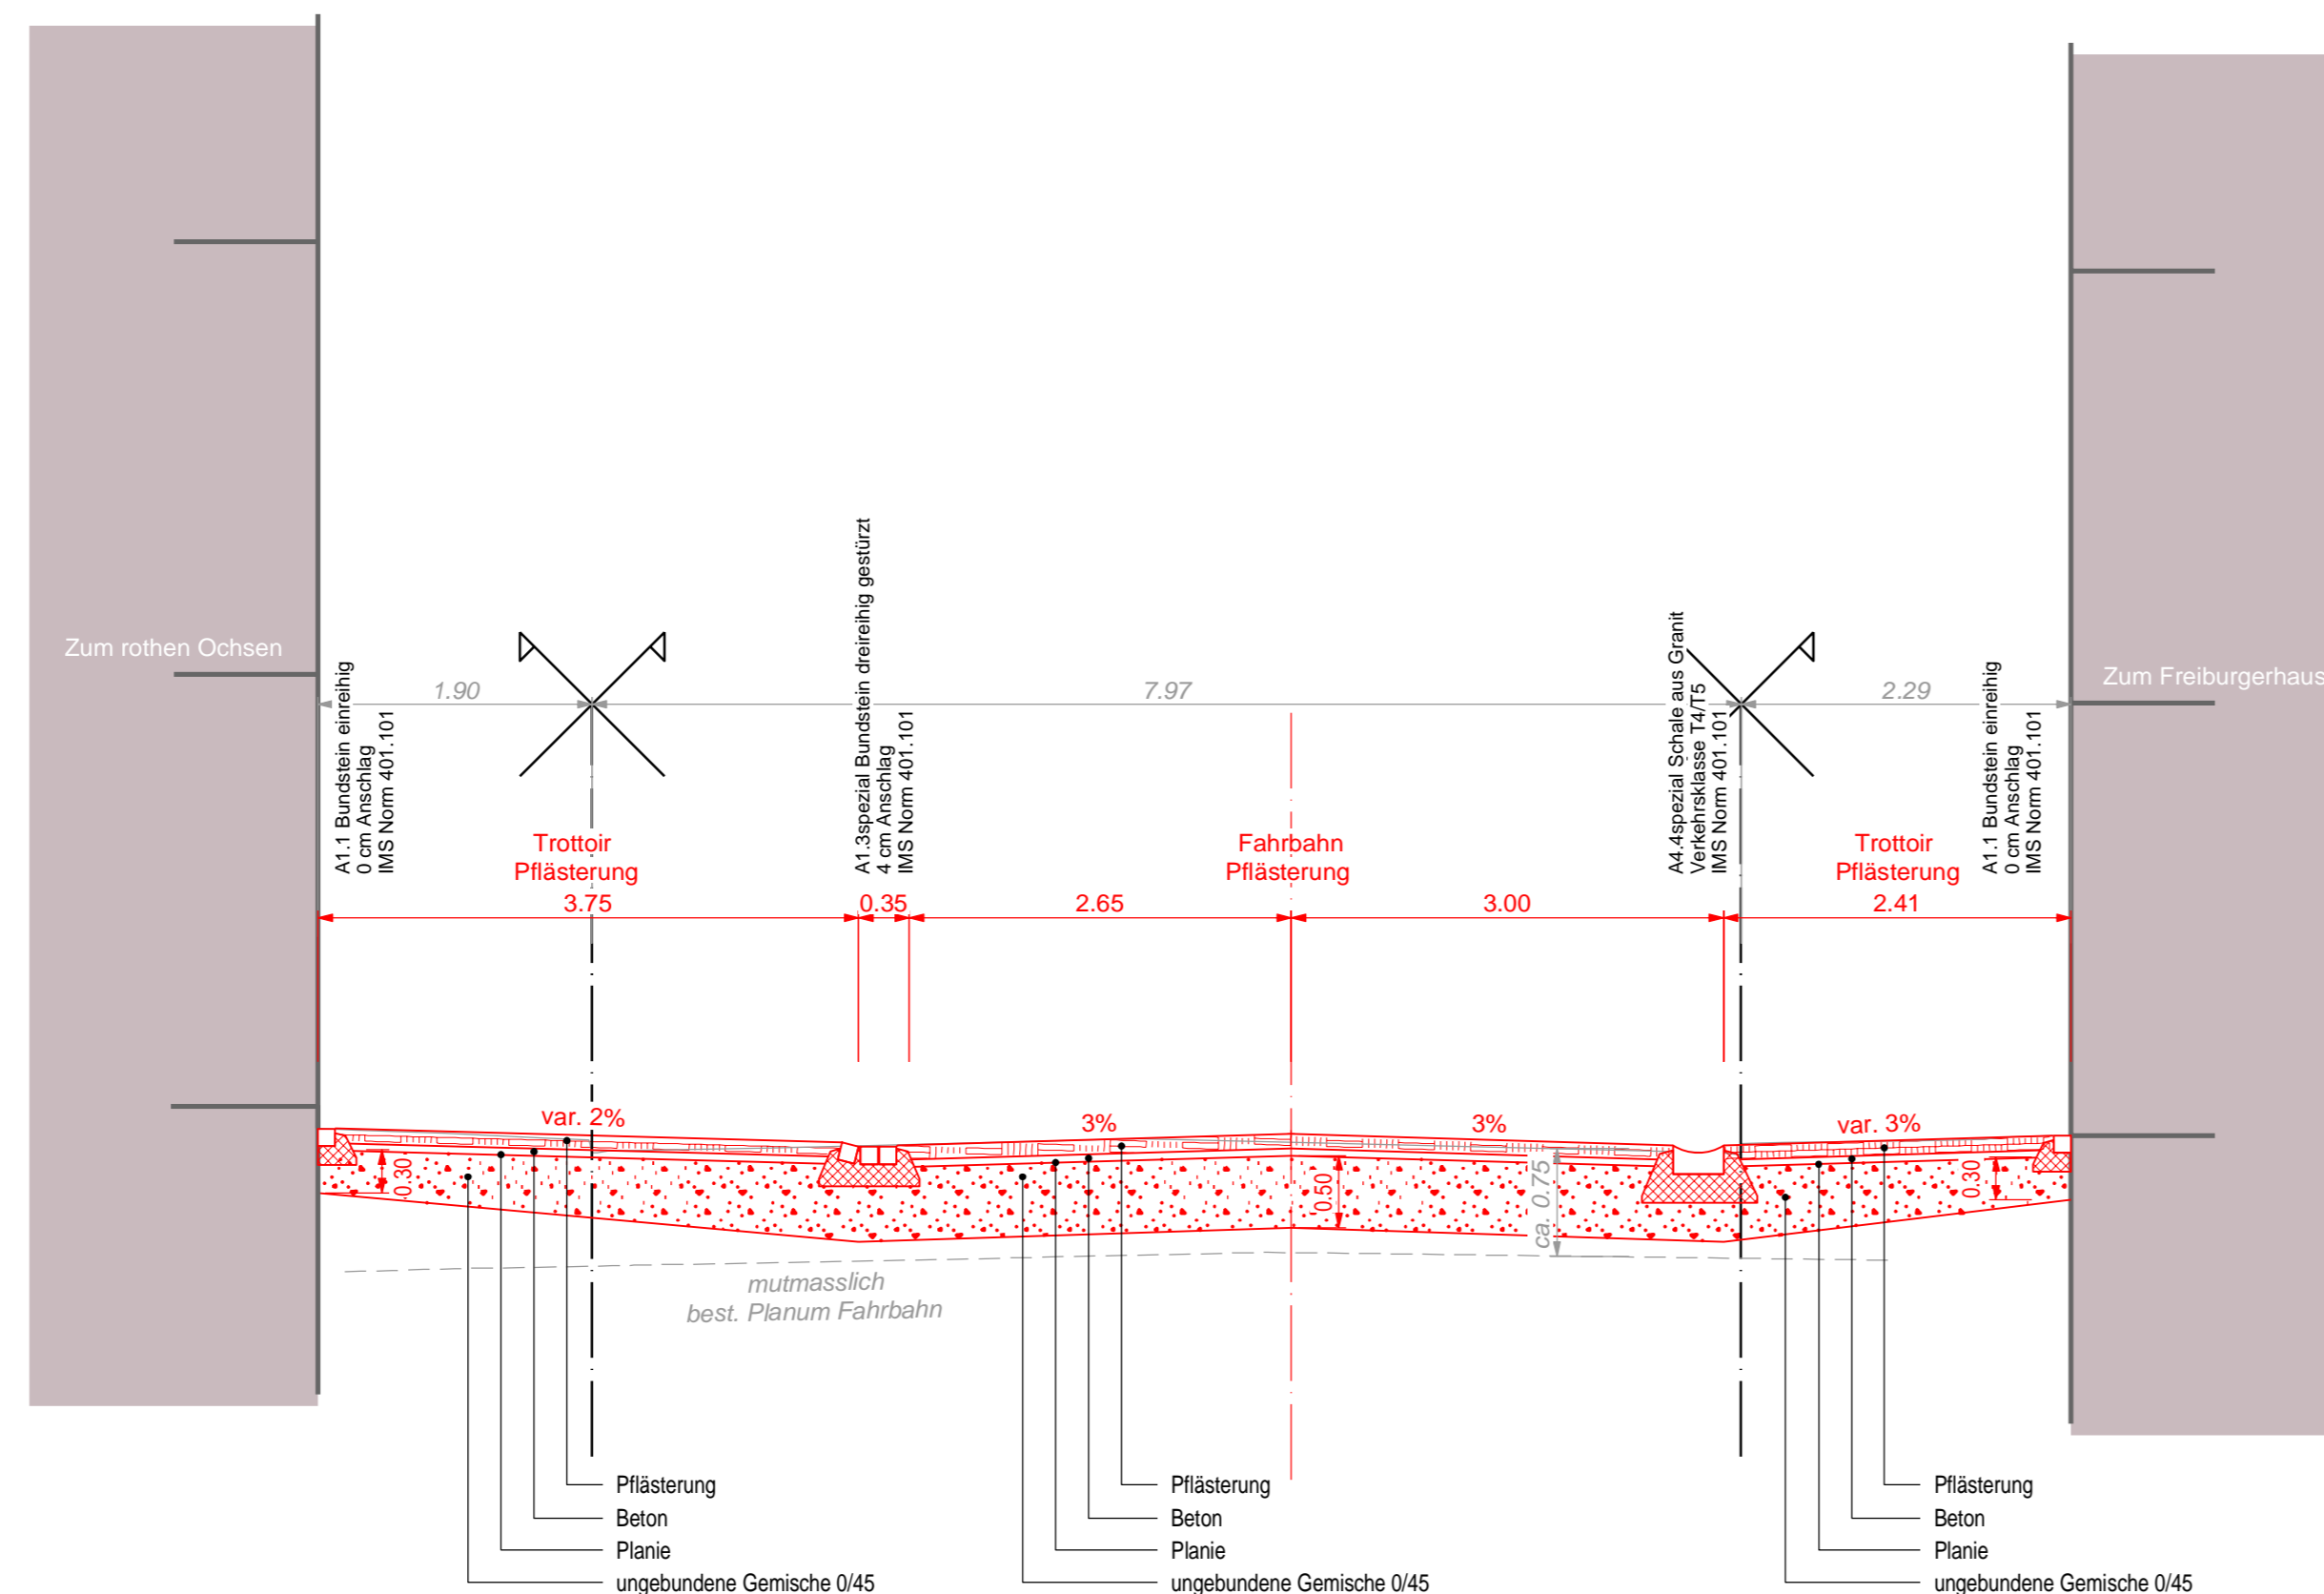 Zum rothen Ochsen
Zum Freiburgerhaus
1.90
7.97
2.29
A1.1 Bundstein einreihig
0 cm Anschlag
IMS Norm 401.101
A1.3spezial Bundstein dreireihig gestürzt
4 cm Anschlag
IMS Norm 401.101
A4.4spezial Schale aus Granit
Verkehrsklasse T4/T5
IMS Norm 401.101
A1.1 Bundstein einreihig
0 cm Anschlag
IMS Norm 401.101
Trottoir
Pflästerung
3.75
0.35
2.65
Fahrbahn
Pflästerung
3.00
Trottoir
Pflästerung
2.41
var. 2%
3%
3%
var. 3%
0.30
0.50
ca. 0.75
0.30
mutmasslich
best. Planum Fahrbahn
Pflästerung
Beton
Planie
ungebundene Gemische 0/45
Pflästerung
Beton
Planie
ungebundene Gemische 0/45
Pflästerung
Beton
Planie
ungebundene Gemische 0/45